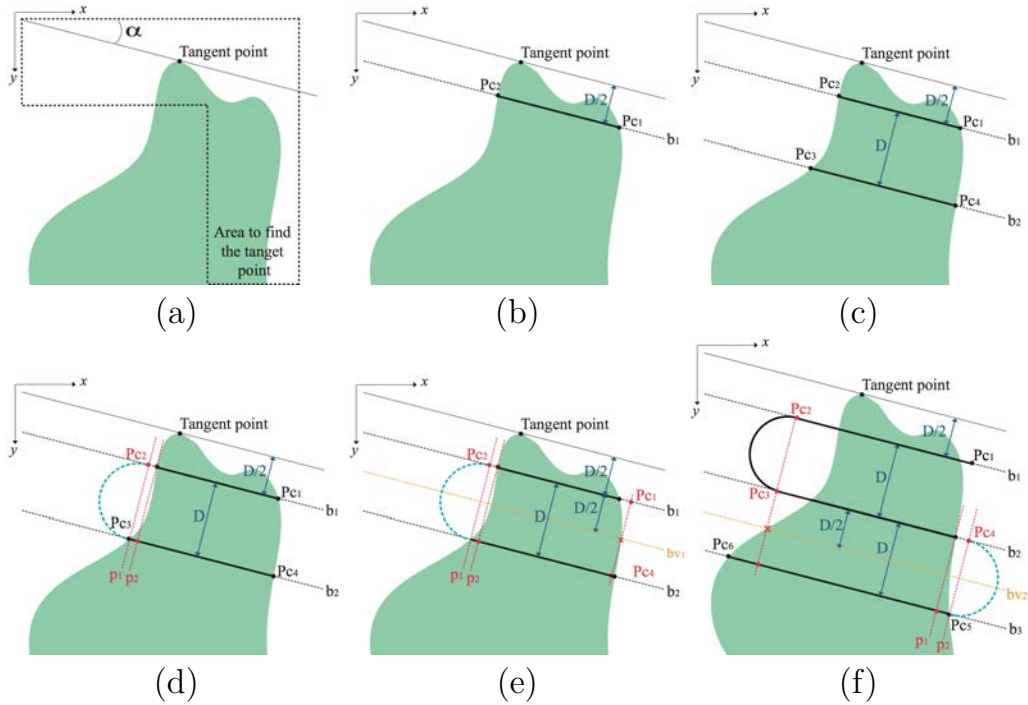 x
α
Tangent point
y
Area to find
the tanget
point
(a)
x
Tangent point
y
Pc2
D/2
Pc1
b1
(b)
x
Tangent point
y
Pc2
D/2
Pc1
b1
Pc3
D
Pc4
b2
(c)
x
Tangent point
y
Pc2
D/2
Pc1
b1
Pc3
D
Pc4
p1 p2
b2
(d)
x
Tangent point
y
Pc2
D/2
Pc1
b1
D/2
D
bv1
Pc4
p1 p2
b2
(e)
x
Tangent point
y
Pc2
D/2
Pc1
b1
D
Pc3
D/2
Pc4
b2
D
Pc6
bv2
Pc5
b3
p1 p2
(f)